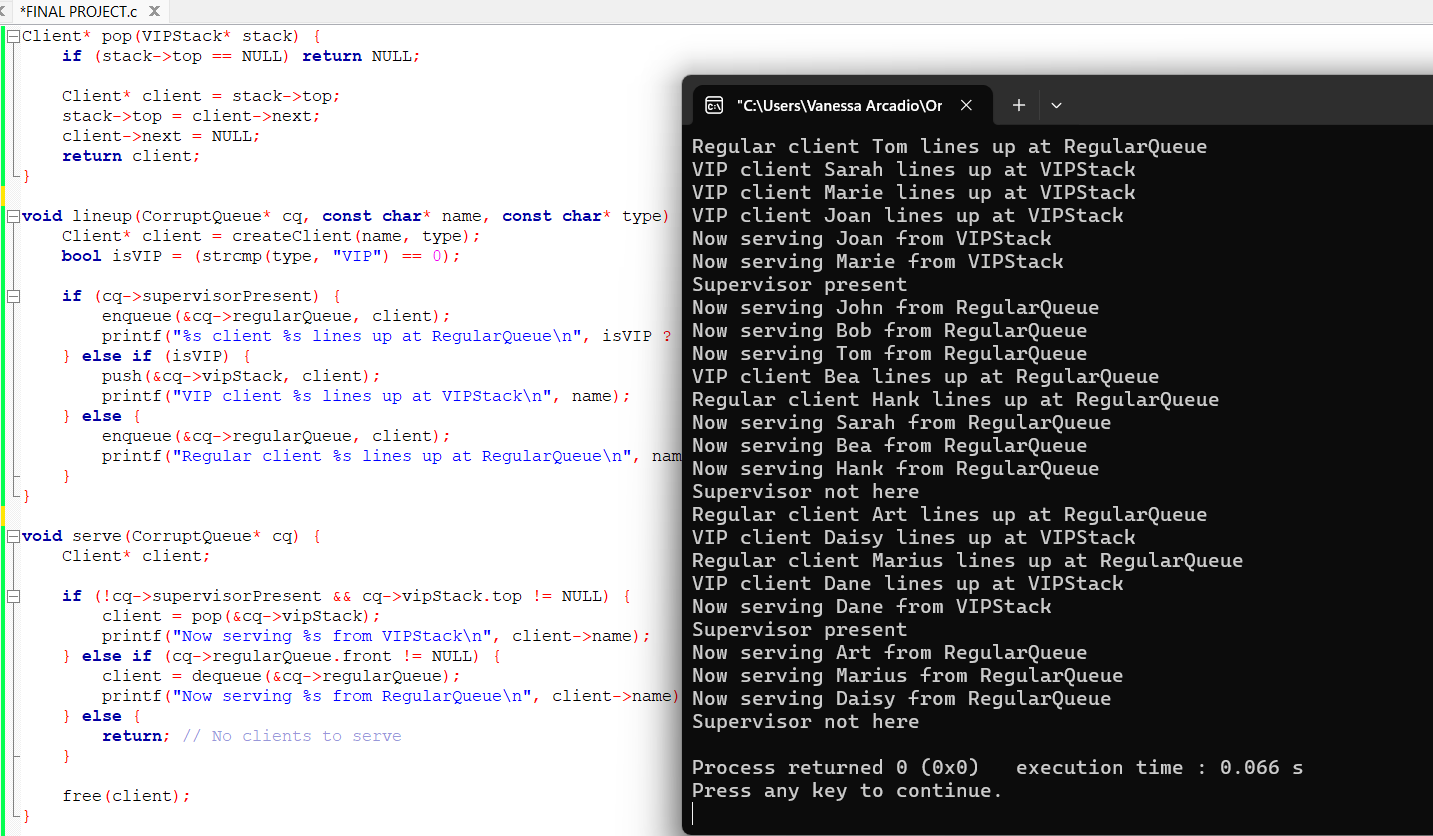 *FINAL PROJECT.c
Client* pop(VIPStack* stack) {
if (stack->top == NULL) return NULL;
Client* client = stack->top;
stack->top = client->next;
client->next = NULL;
return client;
}
void lineup(CorruptQueue* cq, const char* name, const char* type)
Client* client = createClient(name, type);
bool isVIP = (strcmp(type, "VIP") == 0);
if (cq->supervisorPresent) {
enqueue(&cq->regularQueue, client);
printf("%s client %s lines up at RegularQueue\n", isVIP ?
} else if (isVIP) {
push(&cq->vipStack, client);
printf("VIP client %s lines up at VIPStack\n", name);
} else {
enqueue(&cq->regularQueue, client);
printf("Regular client %s lines up at RegularQueue\n", nam
}
}
void serve(CorruptQueue* cq) {
Client* client;
if (!cq->supervisorPresent && cq->vipStack.top != NULL) {
client = pop(&cq->vipStack);
printf("Now serving %s from VIPStack\n", client->name);
} else if (cq->regularQueue.front != NULL) {
client = dequeue(&cq->regularQueue);
printf("Now serving %s from RegularQueue\n", client->name)
} else {
return; // No clients to serve
}
free(client);
}
"C:\Users\Vanessa Arcadio\Or
Regular client Tom lines up at RegularQueue
VIP client Sarah lines up at VIPStack
VIP client Marie lines up at VIPStack
VIP client Joan lines up at VIPStack
Now serving Joan from VIPStack
Now serving Marie from VIPStack
Supervisor present
Now serving John from RegularQueue
Now serving Bob from RegularQueue
Now serving Tom from RegularQueue
VIP client Bea lines up at RegularQueue
Regular client Hank lines up at RegularQueue
Now serving Sarah from RegularQueue
Now serving Bea from RegularQueue
Now serving Hank from RegularQueue
Supervisor not here
Regular client Art lines up at RegularQueue
VIP client Daisy lines up at VIPStack
Regular client Marius lines up at RegularQueue
VIP client Dane lines up at VIPStack
Now serving Dane from VIPStack
Supervisor present
Now serving Art from RegularQueue
Now serving Marius from RegularQueue
Now serving Daisy from RegularQueue
Supervisor not here
Process returned 0 (0x0)   execution time : 0.066 s
Press any key to continue.